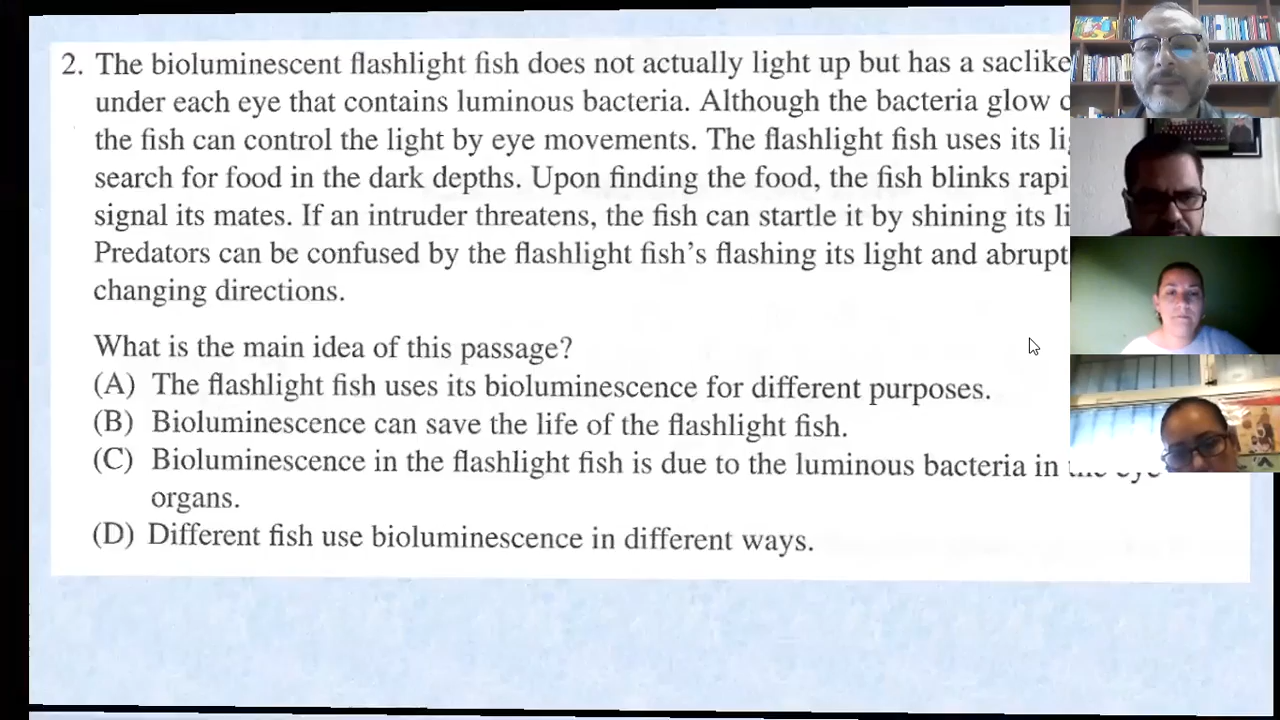 2. The bioluminescent flashlight fish does not actually light up but has a saclike
under each eye that contains luminous bacteria. Although the bacteria glow
the fish can control the light by eye movements. The flashlight fish uses its
search for food in the dark depths. Upon finding the food, the fish blinks
signal its mates. If an intruder threatens, the fish can startle it by shining its
Predators can be confused by the flashlight fish's flashing its light and
changing directions.
What is the main idea of this passage?
(A) The flashlight fish uses its bioluminescence for different purposes.
(B) Bioluminescence can save the life of the flashlight fish.
(C) Bioluminescence in the flashlight fish is due to the luminous bacteria in
organs.
(D) Different fish use bioluminescence in different ways.